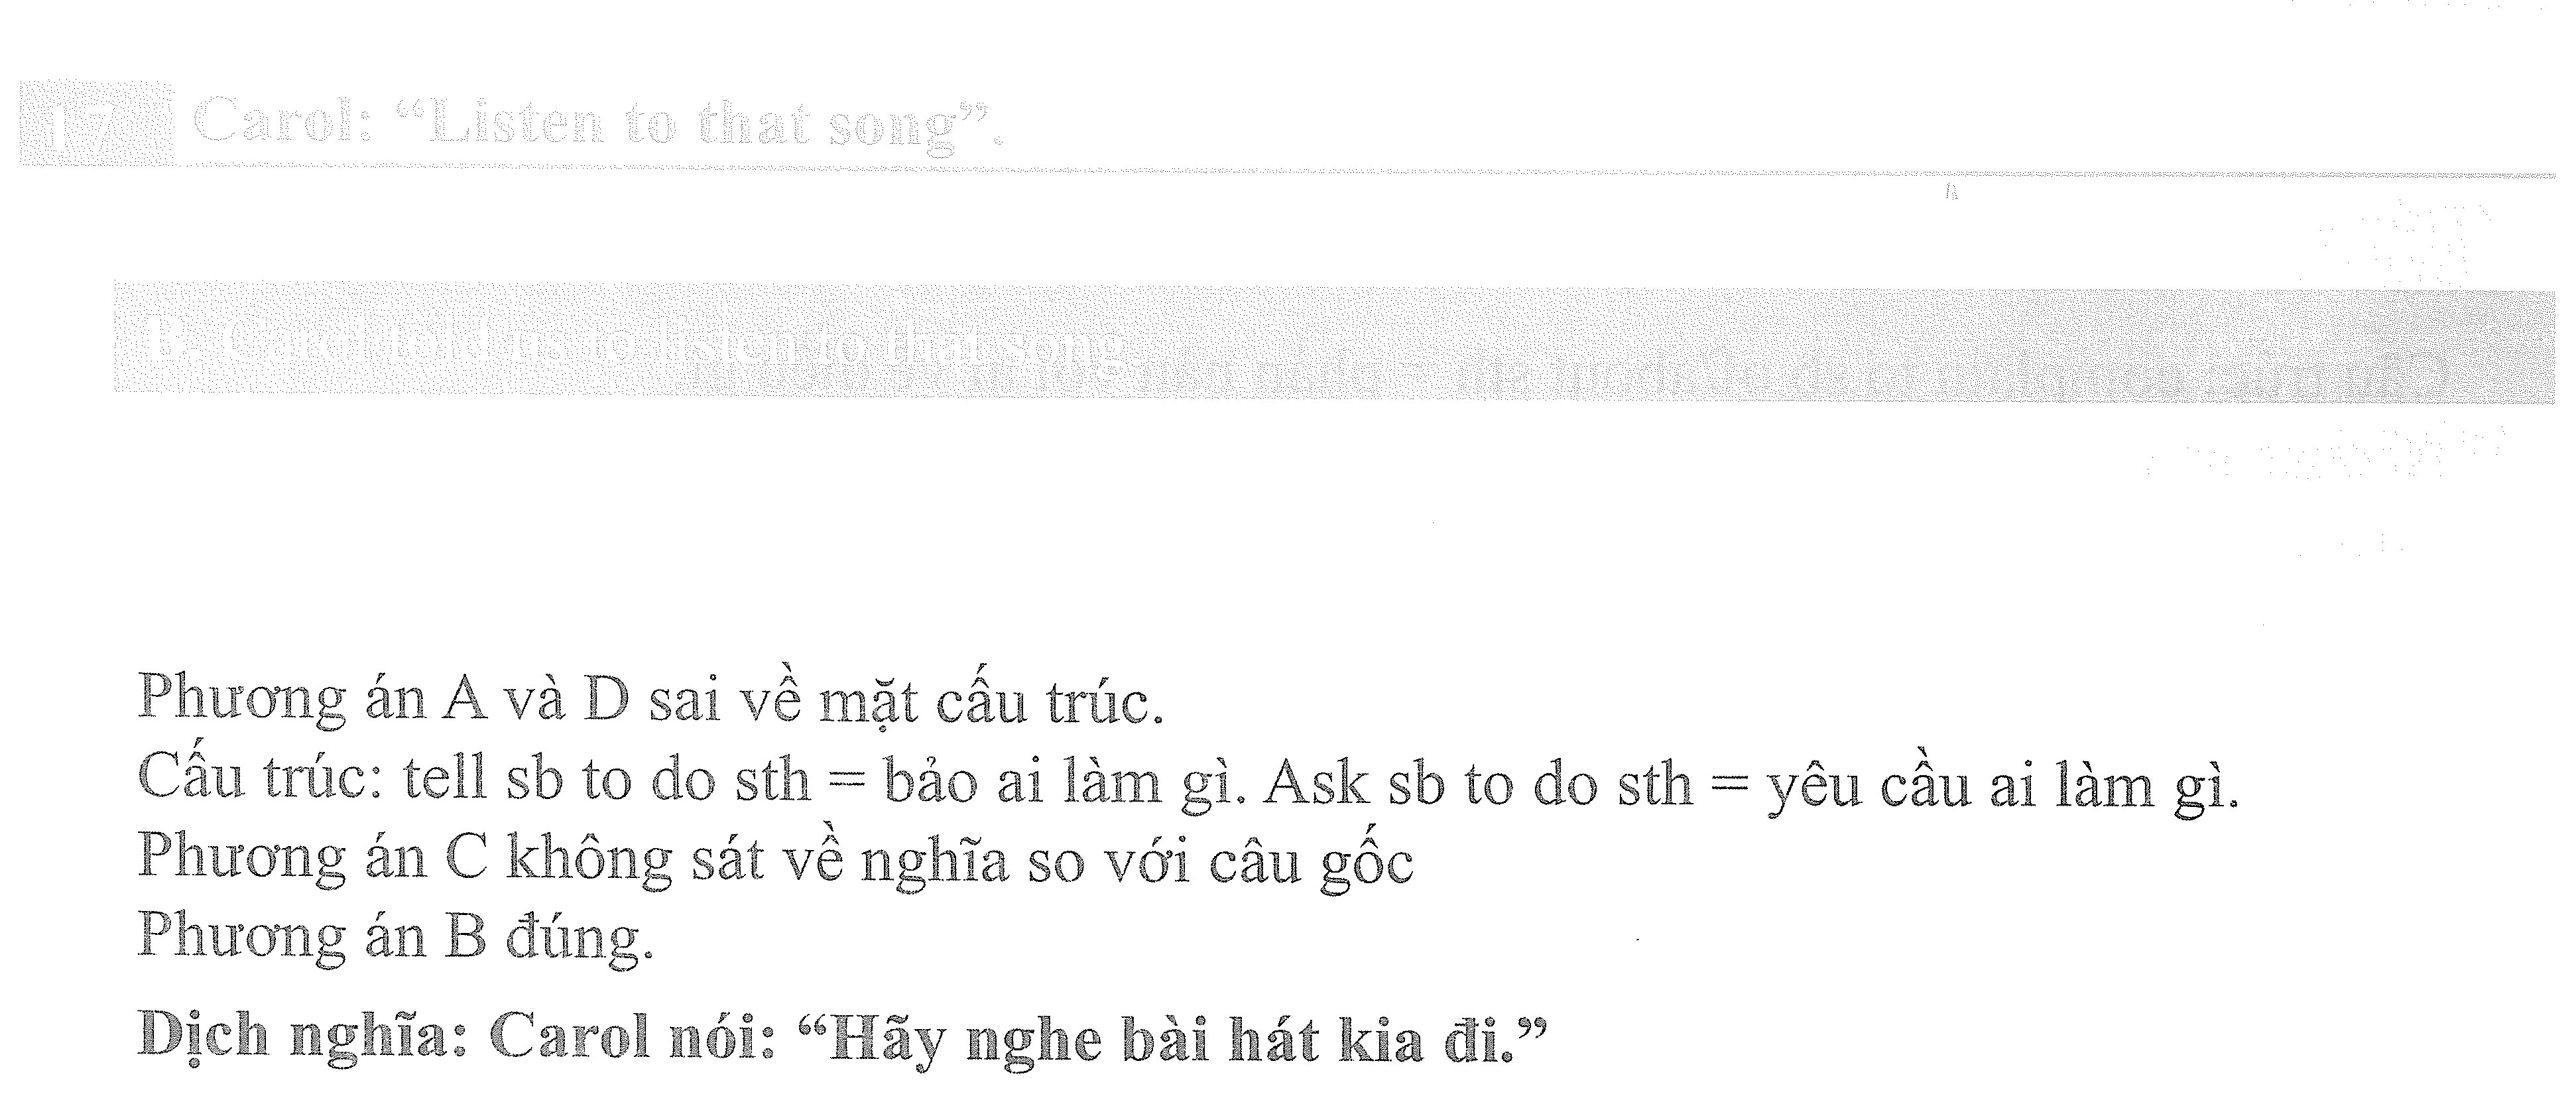 17 Carol: “Listen to that song”.
B. Carol told us to listen to that song.
Phương án A và D sai về mặt cấu trúc.
Cấu trúc: tell sb to do sth = bảo ai làm gì. Ask sb to do sth = yêu cầu ai làm gì.
Phương án C không sát về nghĩa so với câu gốc
Phương án B đúng.
Dịch nghĩa: Carol nói: “Hãy nghe bài hát kia đi.”